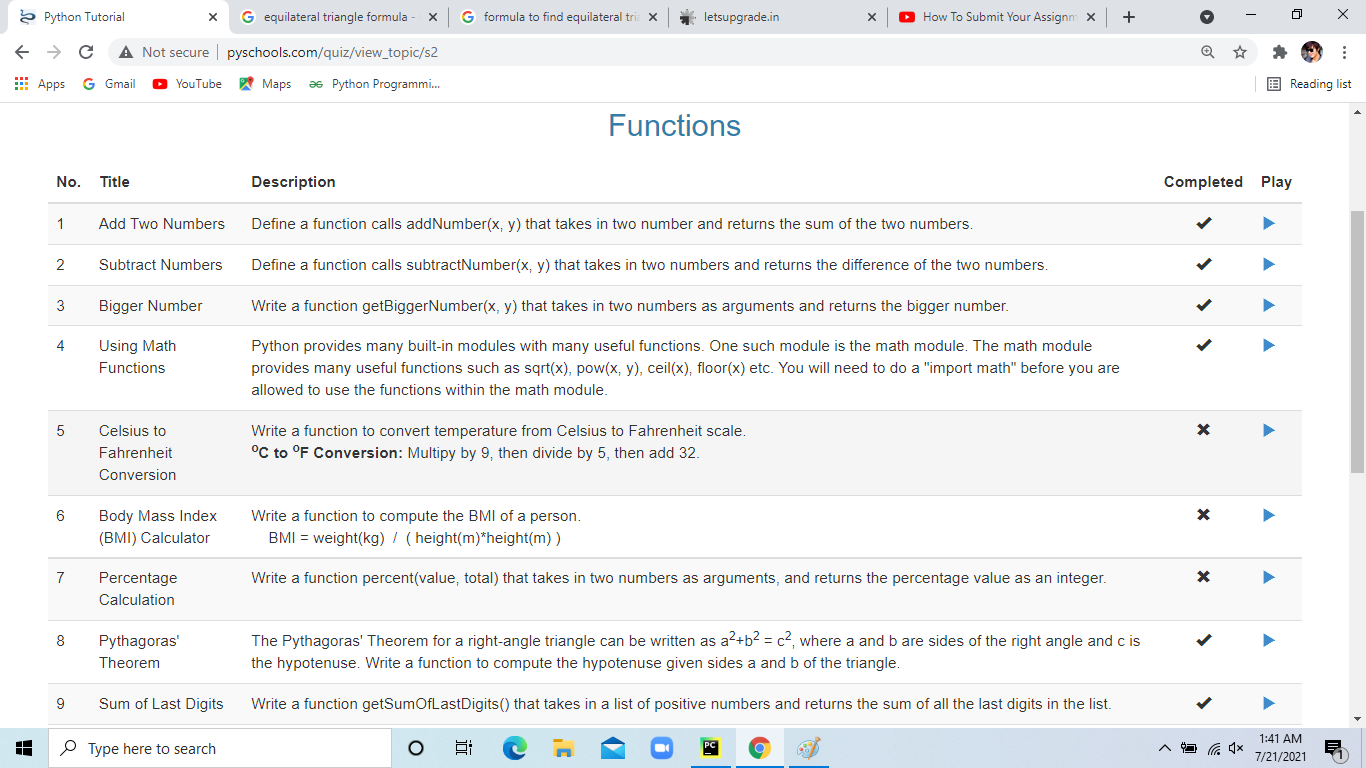 Python Tutorial
equilateral triangle formula -
formula to find equilateral tria
letsupgrade.in
How To Submit Your Assignm
Not secure | pyschools.com/quiz/view_topic/s2
Apps Gmail YouTube Maps Python Programmi... Reading list
Functions
No. Title Description Completed Play
1 Add Two Numbers Define a function calls addNumber(x, y) that takes in two number and returns the sum of the two numbers.
2 Subtract Numbers Define a function calls subtractNumber(x, y) that takes in two numbers and returns the difference of the two numbers.
3 Bigger Number Write a function getBiggerNumber(x, y) that takes in two numbers as arguments and returns the bigger number.
4 Using Math Python provides many built-in modules with many useful functions. One such module is the math module. The math module
Functions provides many useful functions such as sqrt(x), pow(x, y), ceil(x), floor(x) etc. You will need to do a "import math" before you are
allowed to use the functions within the math module.
5 Celsius to Write a function to convert temperature from Celsius to Fahrenheit scale.
Fahrenheit ºC to ºF Conversion: Multipy by 9, then divide by 5, then add 32.
Conversion
6 Body Mass Index Write a function to compute the BMI of a person.
(BMI) Calculator BMI = weight(kg) / ( height(m)*height(m) )
7 Percentage Write a function percent(value, total) that takes in two numbers as arguments, and returns the percentage value as an integer.
Calculation
8 Pythagoras' The Pythagoras' Theorem for a right-angle triangle can be written as a²+b² = c², where a and b are sides of the right angle and c is
Theorem the hypotenuse. Write a function to compute the hypotenuse given sides a and b of the triangle.
9 Sum of Last Digits Write a function getSumOfLastDigits() that takes in a list of positive numbers and returns the sum of all the last digits in the list.
Type here to search
PC
1:41 AM
7/21/2021
1